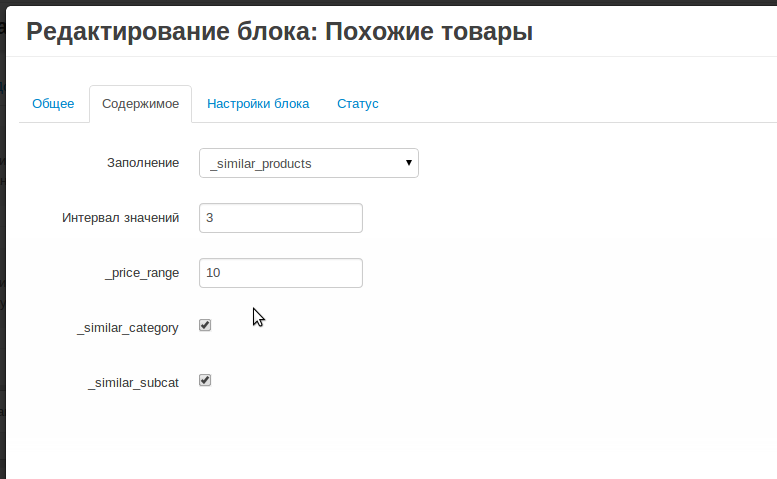 Редактирование блока: Похожие товары
Общее Содержимое Настройки блока Статус
Заполнение _similar_products
Интервал значений 3
_price_range 10
_similar_category
_similar_subcat